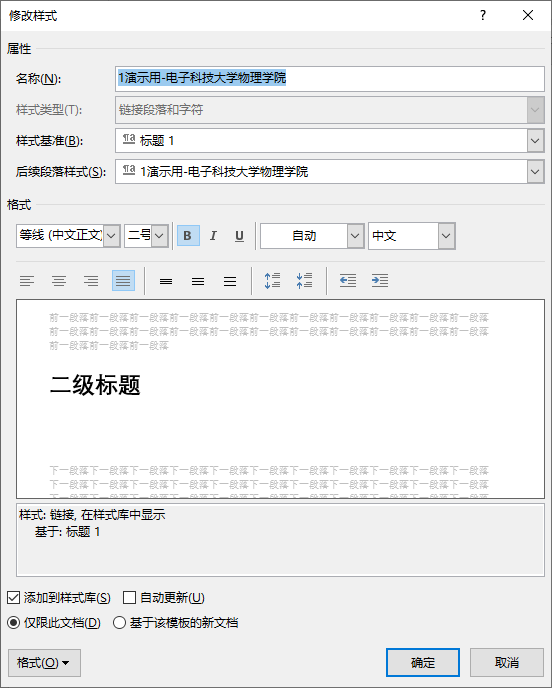 修改样式
?
属性
名称(N):
1演示用-电子科技大学物理学院
样式类型(T):
链接段落和字符
样式基准(B):
¶a 标题 1
后续段落样式(S):
¶a 1演示用-电子科技大学物理学院
格式
等线 (中文正文)
二号
B
I
U
自动
中文
前一段落前一段落前一段落前一段落前一段落前一段落前一段落前一段落前一段落前一段落前一段落
前一段落前一段落前一段落前一段落前一段落前一段落前一段落前一段落前一段落前一段落前一段落
前一段落前一段落前一段落
二级标题
下一段落下一段落下一段落下一段落下一段落下一段落下一段落下一段落下一段落下一段落下一段落
下一段落下一段落下一段落下一段落下一段落下一段落下一段落下一段落下一段落下一段落下一段落
下一段落下一段落下一段落下一段落下一段落下一段落下一段落下一段落下一段落下一段落下一段落
样式: 链接, 在样式库中显示
基于: 标题 1
添加到样式库(S)
自动更新(U)
仅限此文档(D)
基于该模板的新文档
格式(O)
确定
取消